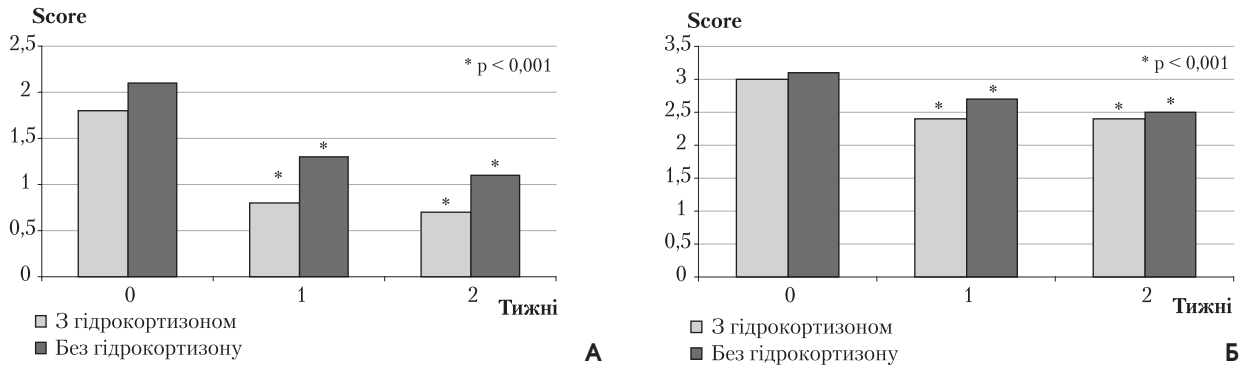 Score
2,5
* p < 0,001
2
1,5
* *
1
* *
0,5
0
0 1 2 Тижні
З гідрокортизоном
Без гідрокортизону
А
Score
3,5
* p < 0,001
3
* * * *
2,5
2
1,5
1
0,5
0
0 1 2 Тижні
З гідрокортизоном
Без гідрокортизону
Б